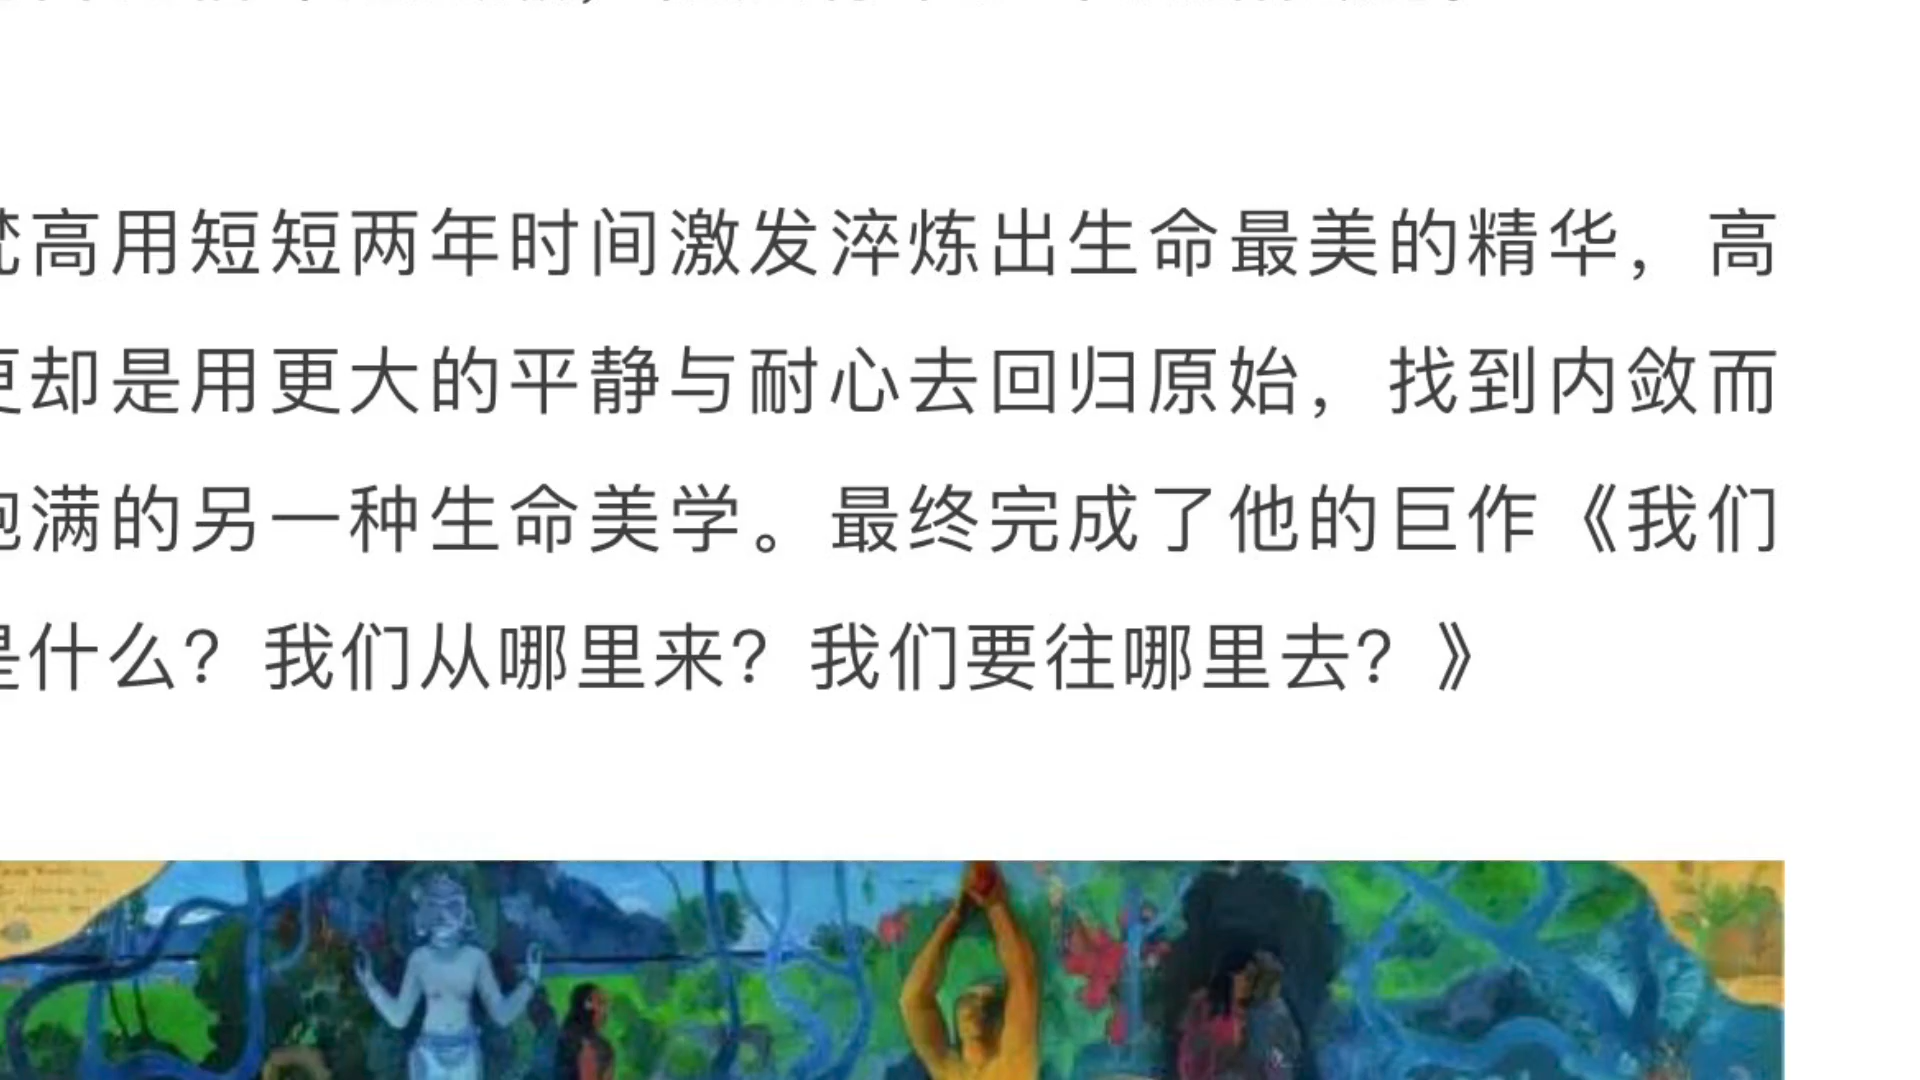 梵高用短短两年时间激发淬炼出生命最美的精华，高
更却是用更大的平静与耐心去回归原始，找到内敛而
饱满的另一种生命美学。最终完成了他的巨作《我们
是什么？我们从哪里来？我们要往哪里去？》